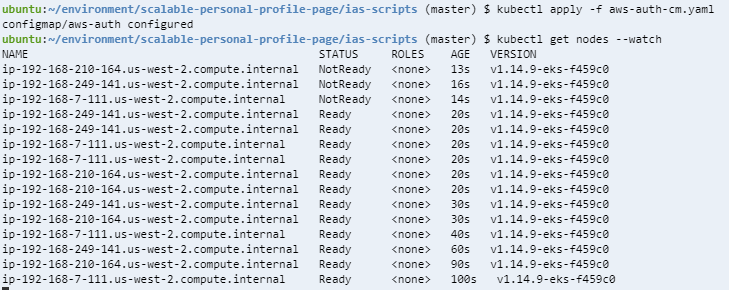 ubuntu:~/environment/scalable-personal-profile-page/ias-scripts (master) $ kubectl apply -f aws-auth-cm.yaml
configmap/aws-auth configured
ubuntu:~/environment/scalable-personal-profile-page/ias-scripts (master) $ kubectl get nodes --watch
NAME STATUS ROLES AGE VERSION
ip-192-168-210-164.us-west-2.compute.internal NotReady <none> 13s v1.14.9-eks-f459c0
ip-192-168-249-141.us-west-2.compute.internal NotReady <none> 16s v1.14.9-eks-f459c0
ip-192-168-7-111.us-west-2.compute.internal NotReady <none> 14s v1.14.9-eks-f459c0
ip-192-168-249-141.us-west-2.compute.internal Ready <none> 20s v1.14.9-eks-f459c0
ip-192-168-249-141.us-west-2.compute.internal Ready <none> 20s v1.14.9-eks-f459c0
ip-192-168-7-111.us-west-2.compute.internal Ready <none> 20s v1.14.9-eks-f459c0
ip-192-168-7-111.us-west-2.compute.internal Ready <none> 20s v1.14.9-eks-f459c0
ip-192-168-210-164.us-west-2.compute.internal Ready <none> 20s v1.14.9-eks-f459c0
ip-192-168-210-164.us-west-2.compute.internal Ready <none> 20s v1.14.9-eks-f459c0
ip-192-168-249-141.us-west-2.compute.internal Ready <none> 30s v1.14.9-eks-f459c0
ip-192-168-210-164.us-west-2.compute.internal Ready <none> 30s v1.14.9-eks-f459c0
ip-192-168-7-111.us-west-2.compute.internal Ready <none> 40s v1.14.9-eks-f459c0
ip-192-168-249-141.us-west-2.compute.internal Ready <none> 60s v1.14.9-eks-f459c0
ip-192-168-210-164.us-west-2.compute.internal Ready <none> 90s v1.14.9-eks-f459c0
ip-192-168-7-111.us-west-2.compute.internal Ready <none> 100s v1.14.9-eks-f459c0